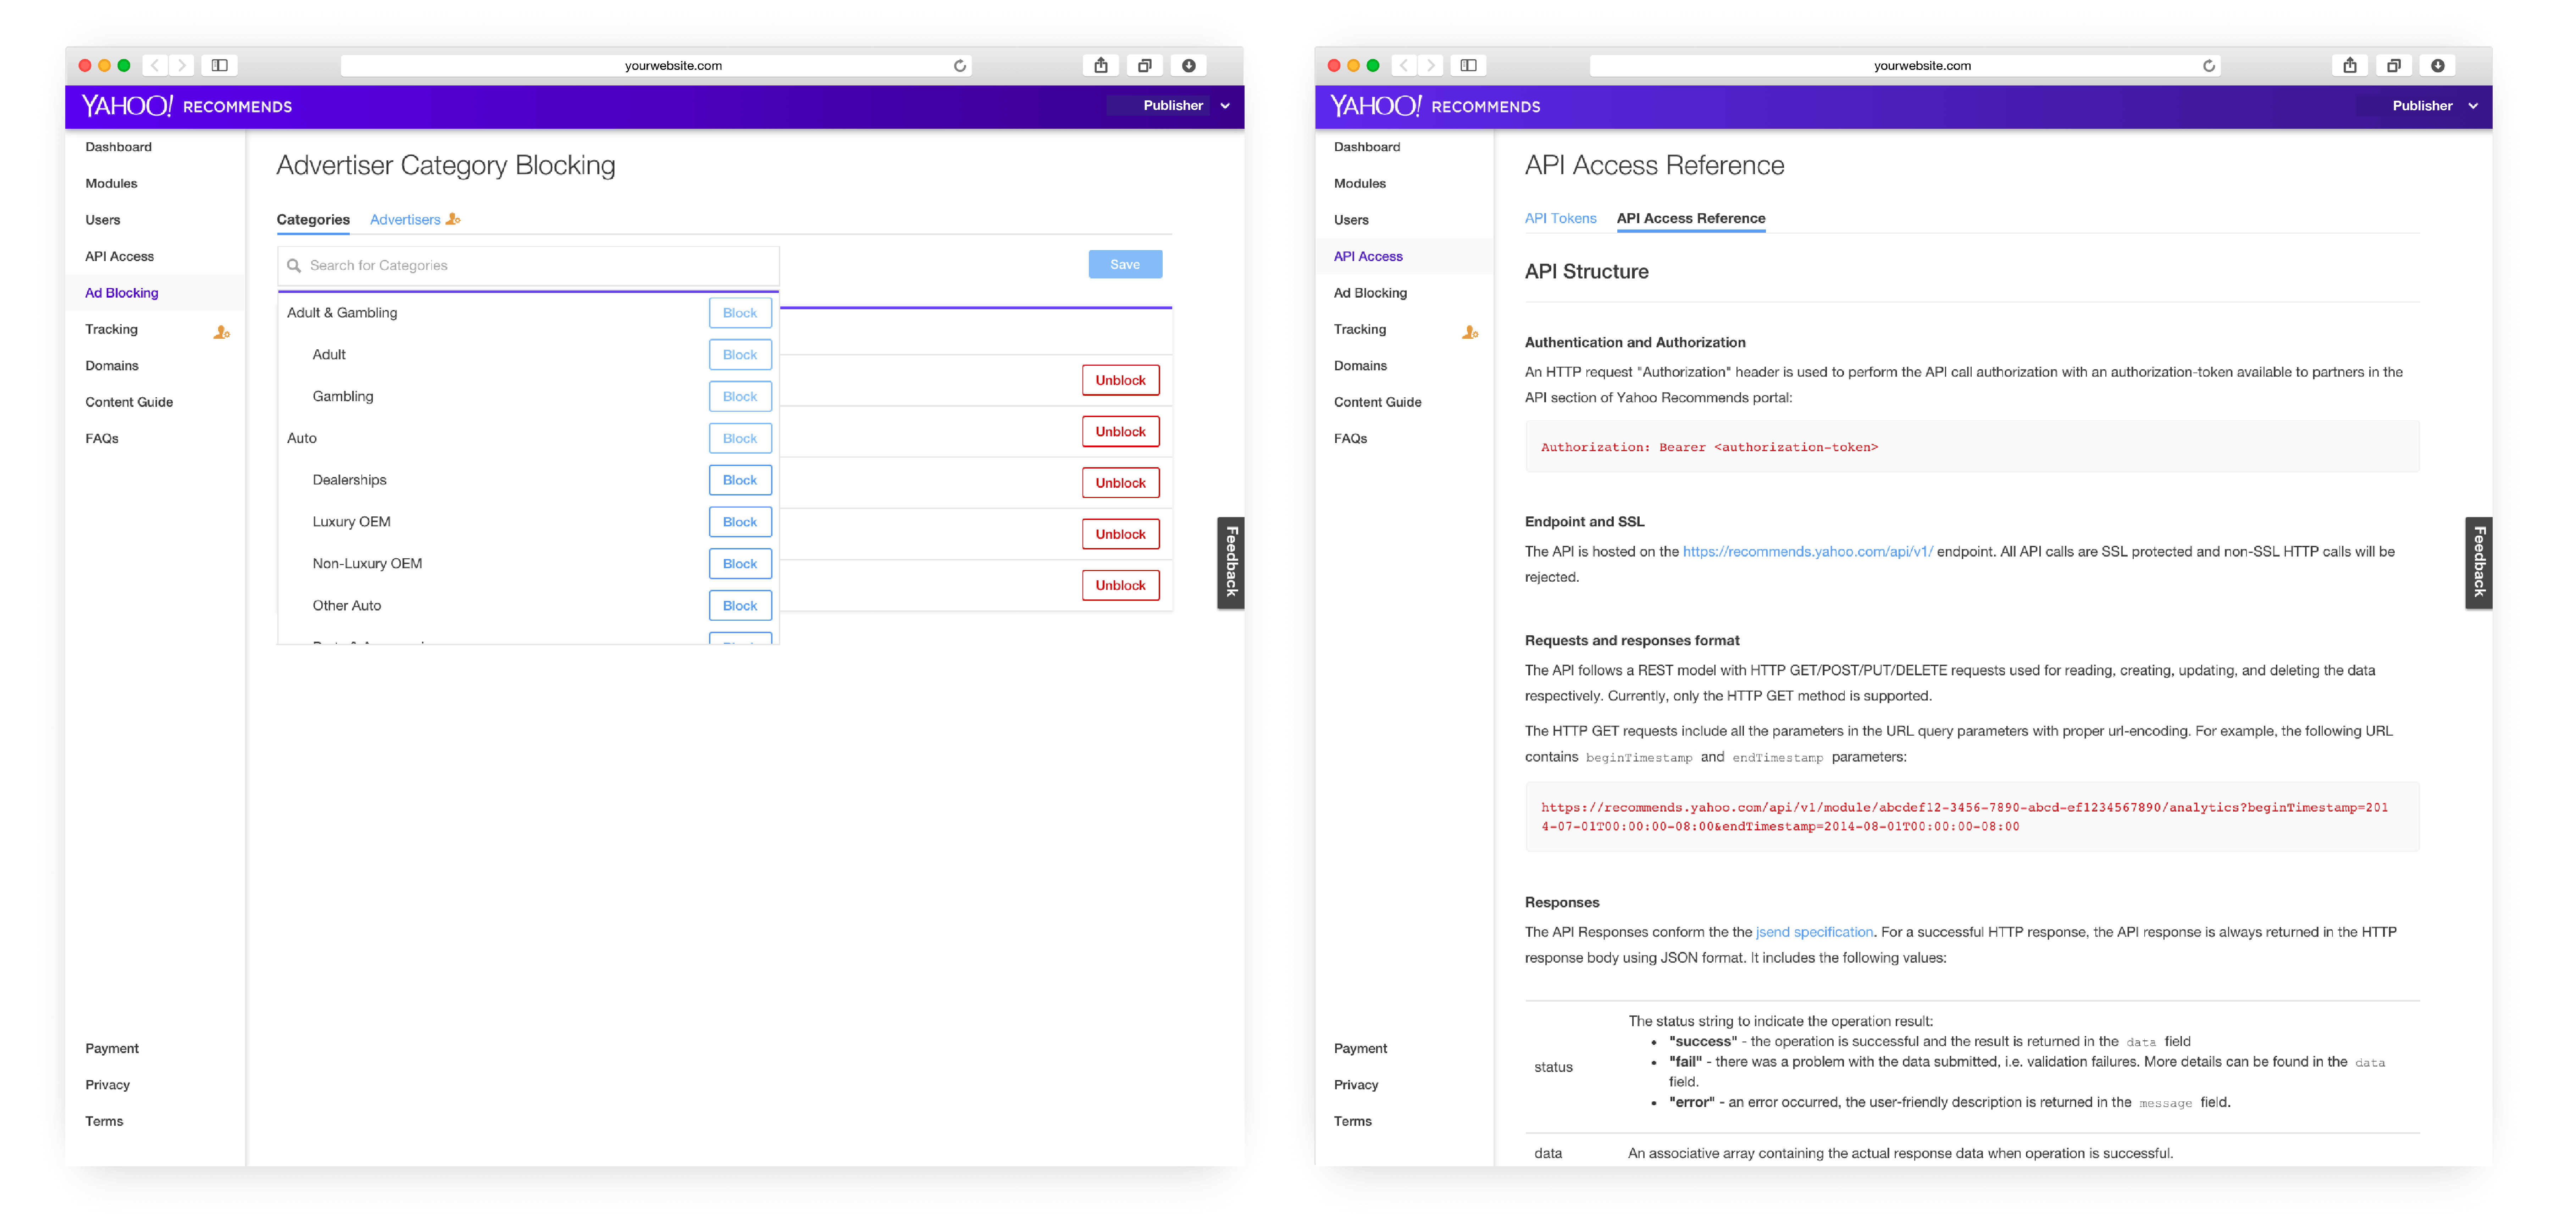 yourwebsite.com
YAHOO! RECOMMENDS
Publisher
Dashboard
Modules
Users
API Access
Ad Blocking
Tracking
Domains
Content Guide
FAQs
Payment
Privacy
Terms
Advertiser Category Blocking
Categories Advertisers
Search for Categories
Save
Adult & Gambling Block
Adult Block
Gambling Block
Auto Block
Dealerships Block
Luxury OEM Block
Non-Luxury OEM Block
Other Auto Block
Unblock
Unblock
Unblock
Unblock
Unblock
Feedback
yourwebsite.com
YAHOO! RECOMMENDS
Publisher
Dashboard
Modules
Users
API Access
Ad Blocking
Tracking
Domains
Content Guide
FAQs
Payment
Privacy
Terms
API Access Reference
API Tokens API Access Reference
API Structure
Authentication and Authorization
An HTTP request "Authorization" header is used to perform the API call authorization with an authorization-token available to partners in the
API section of Yahoo Recommends portal:
Authorization: Bearer <authorization-token>
Endpoint and SSL
The API is hosted on the https://recommends.yahoo.com/api/v1/ endpoint. All API calls are SSL protected and non-SSL HTTP calls will be
rejected.
Requests and responses format
The API follows a REST model with HTTP GET/POST/PUT/DELETE requests used for reading, creating, updating, and deleting the data
respectively. Currently, only the HTTP GET method is supported.
The HTTP GET requests include all the parameters in the URL query parameters with proper url-encoding. For example, the following URL
contains beginTimestamp and endTimestamp parameters:
https://recommends.yahoo.com/api/v1/module/abcdef12-3456-7890-abcd-ef1234567890/analytics?beginTimestamp=201
4-07-01T00:00:00-08:00&endTimestamp=2014-08-01T00:00:00-08:00
Responses
The API Responses conform the the jsend specification. For a successful HTTP response, the API response is always returned in the HTTP
response body using JSON format. It includes the following values:
status
The status string to indicate the operation result:
• "success" - the operation is successful and the result is returned in the data field
• "fail" - there was a problem with the data submitted, i.e. validation failures. More details can be found in the data
field.
• "error" - an error occurred, the user-friendly description is returned in the message field.
data An associative array containing the actual response data when operation is successful.
Feedback